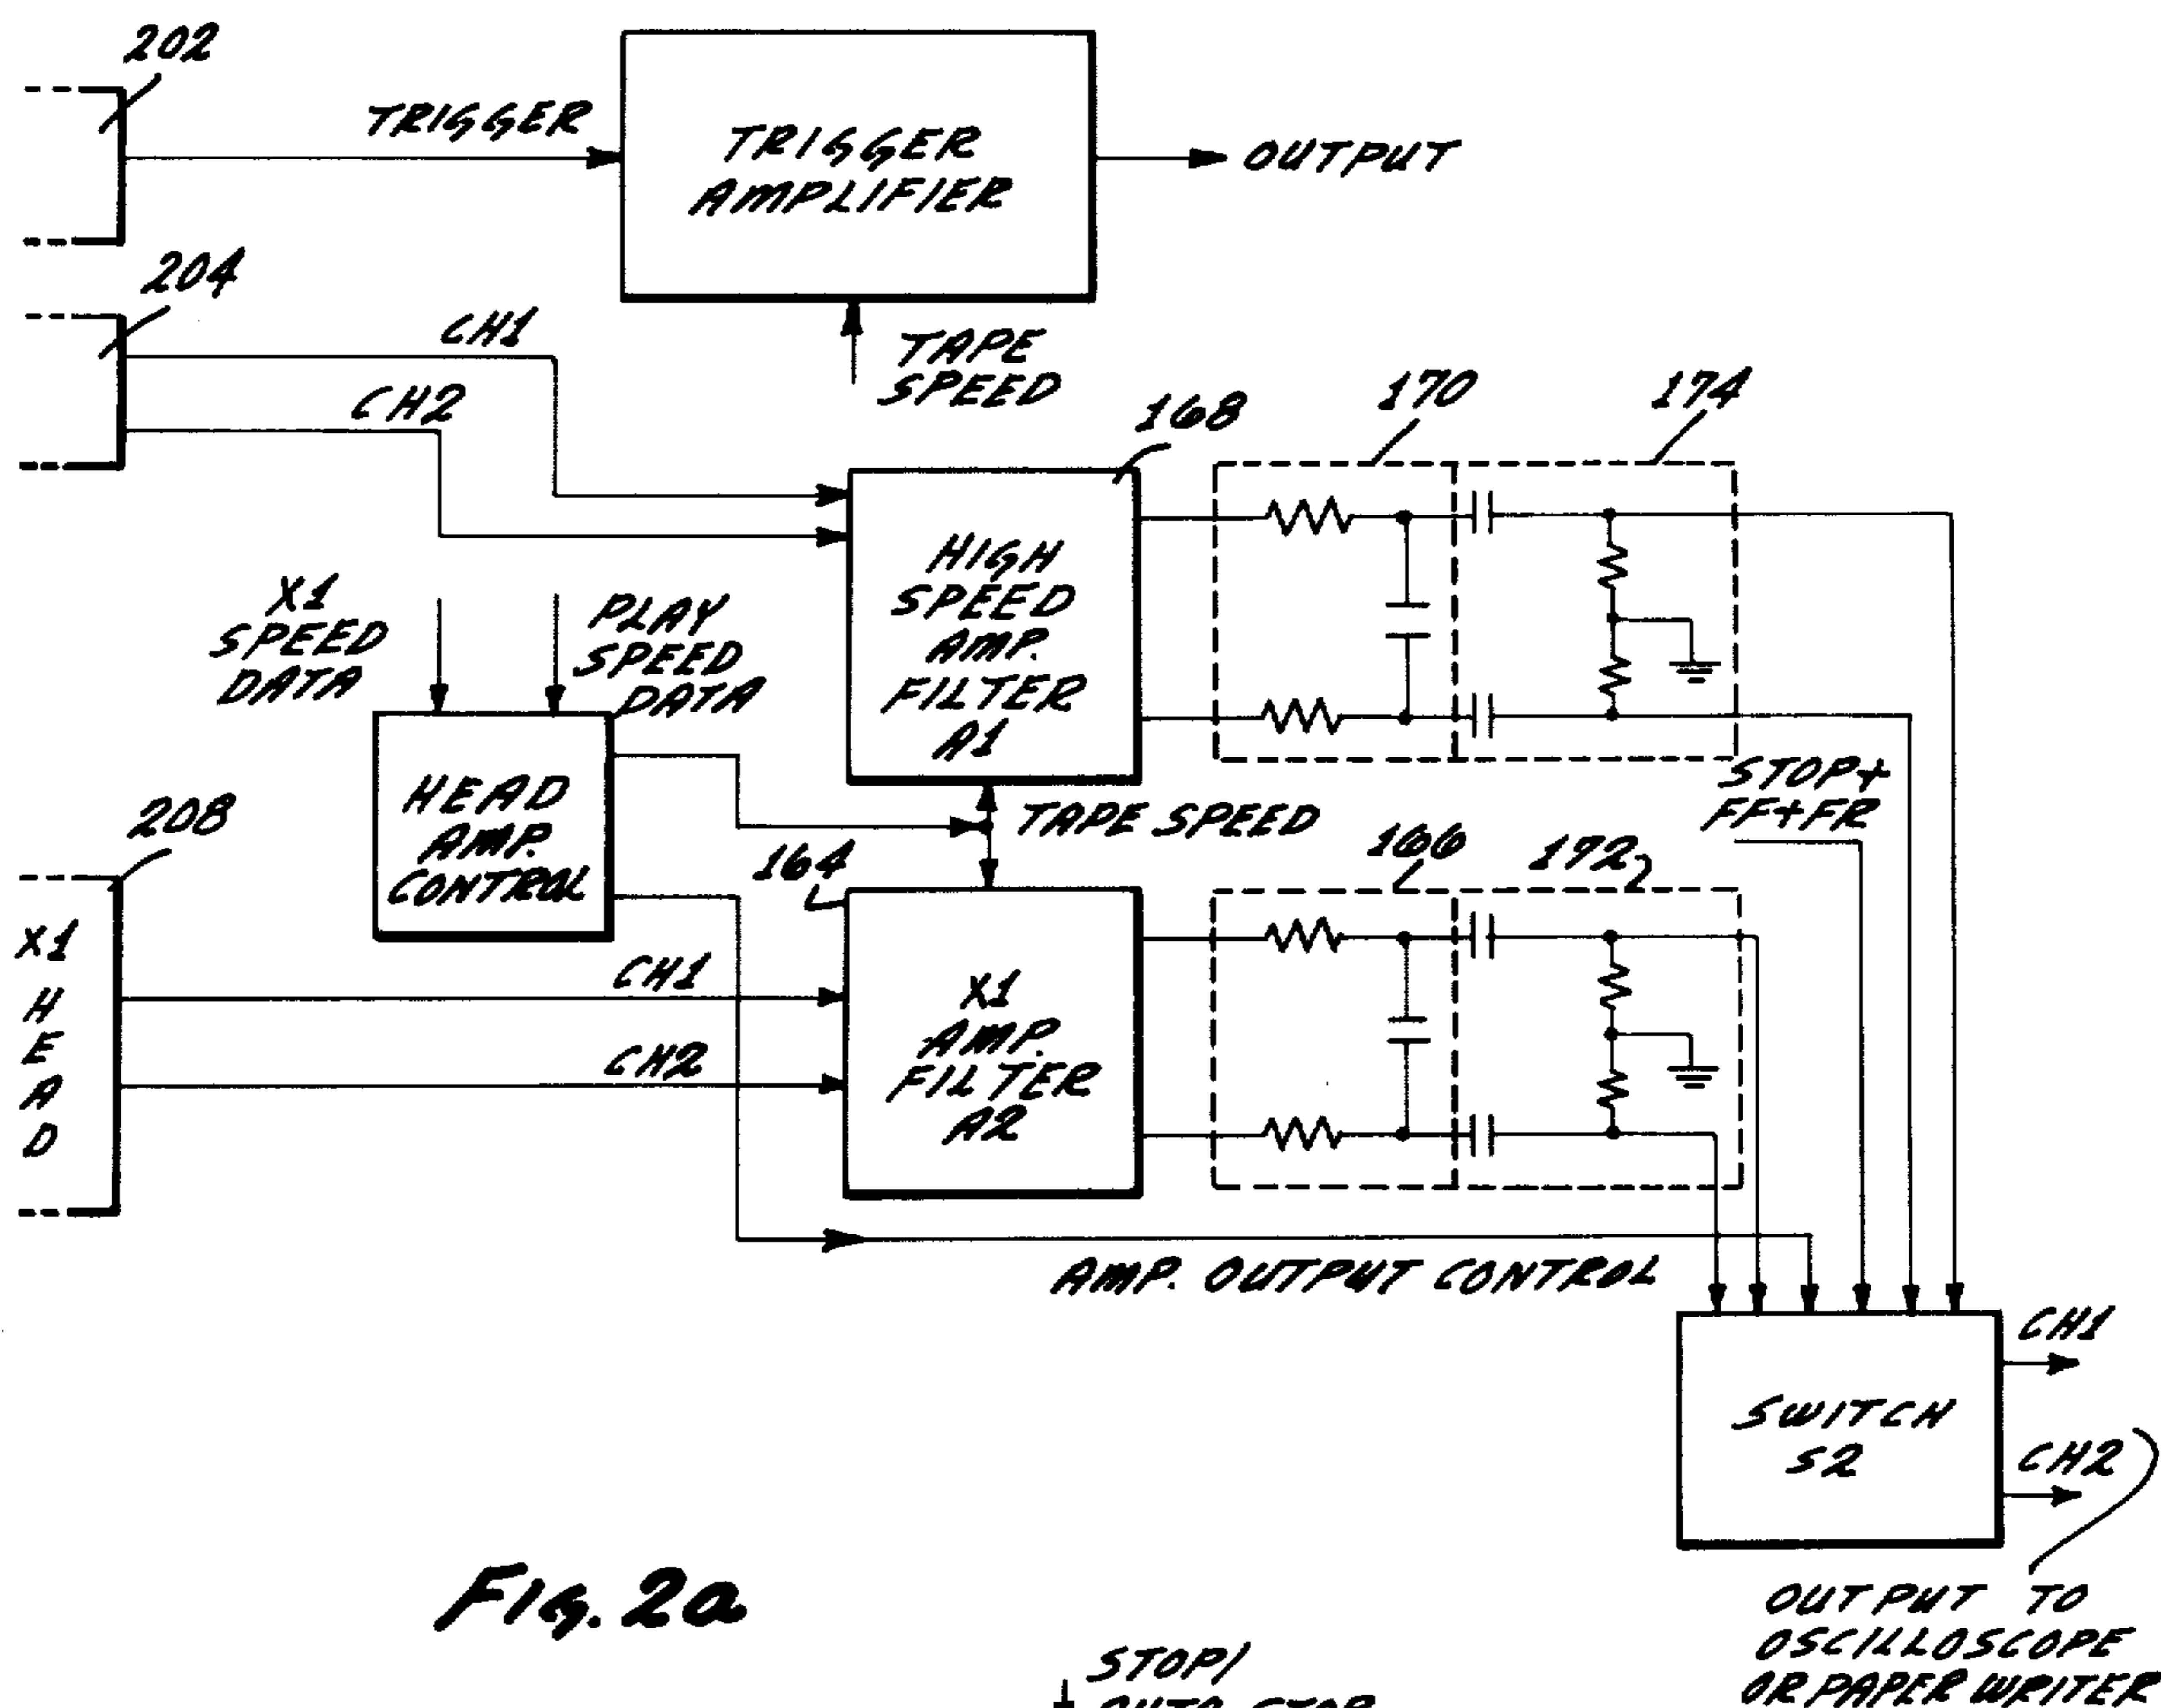 202
TRIGGER
TRIGGER
AMPLIFIER
OUTPUT
204
CH1
CH2
TAPE
SPEED
168
170
174
X1
SPEED
DATA
PLAY
SPEED
DATA
HIGH
SPEED
AMP.
FILTER
A1
STOP+
FF+FR
HEAD
AMP.
CONTROL
TAPE SPEED
208
164
166
172
X1
H
E
A
D
CH1
CH2
X1
AMP.
FILTER
A2
AMP. OUTPUT CONTROL
SWITCH
S2
CH1
CH2
OUTPUT TO
OSCILLOSCOPE
OR PAPER WRITER
Fig. 2a
STOP/
AUTO STOP